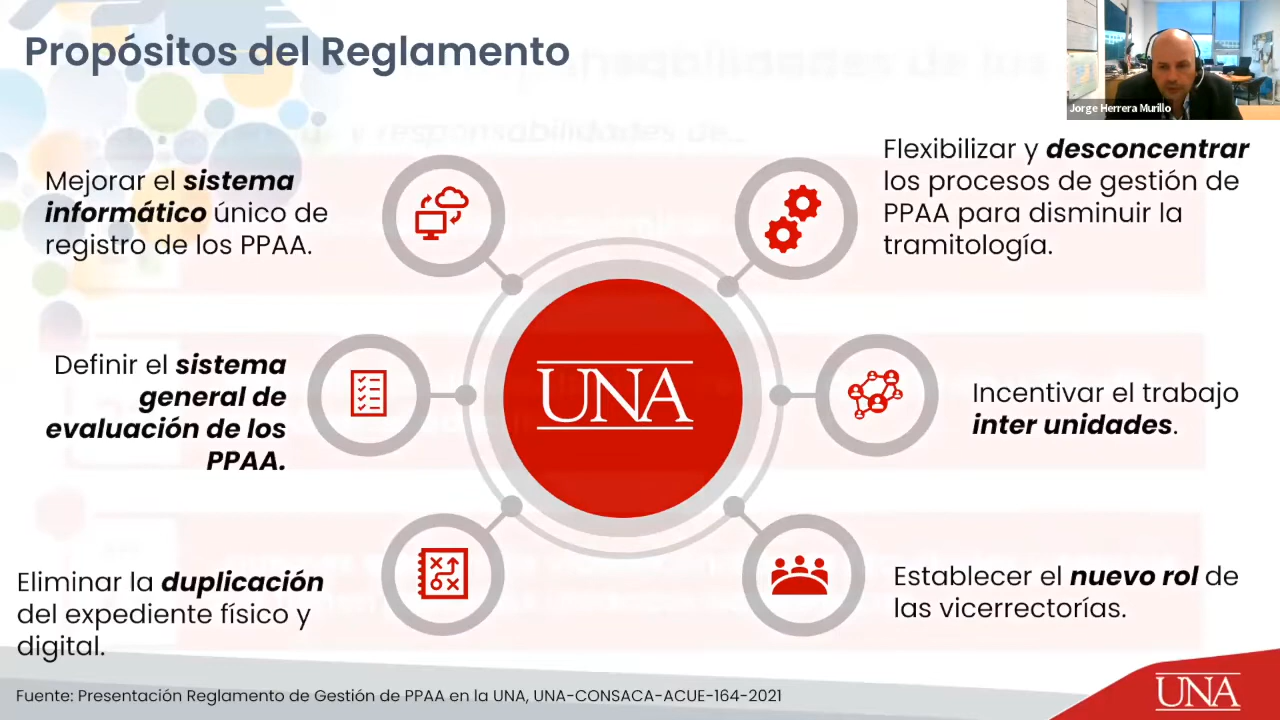 Propósitos del Reglamento
Jorge Herrera Murillo
Mejorar el sistema
informático único de
registro de los PPAA.
Flexibilizar y desconcentrar
los procesos de gestión de
PPAA para disminuir la
tramitología.
Definir el sistema
general de
evaluación de los
PPAA.
UNA
Incentivar el trabajo
inter unidades.
Eliminar la duplicación
del expediente físico y
digital.
Establecer el nuevo rol de
las vicerrectorías.
Fuente: Presentación Reglamento de Gestión de PPAA en la UNA, UNA-CONSACA-ACUE-164-2021
UNA